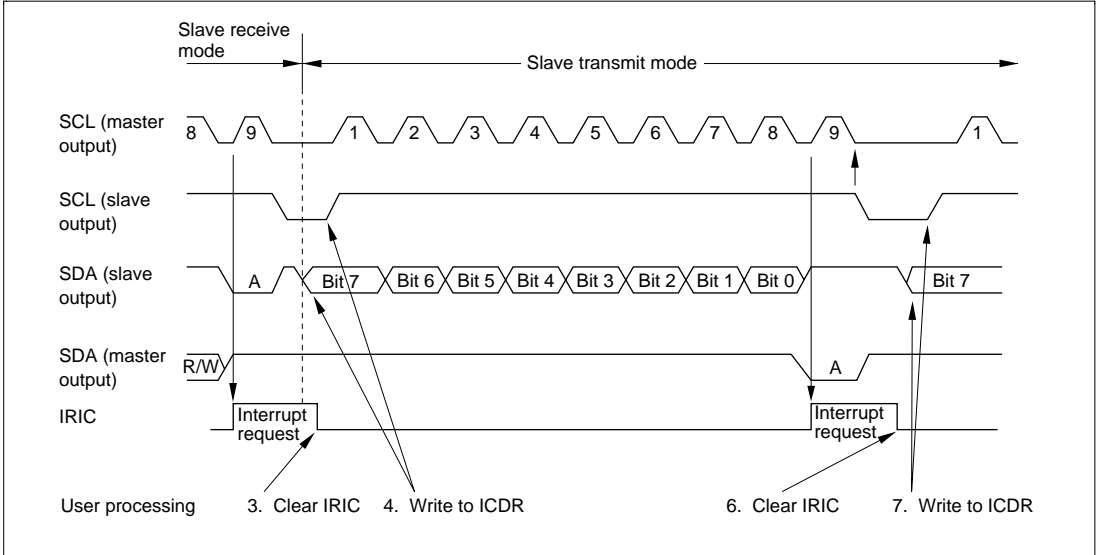 Slave receive
mode
Slave transmit mode
SCL (master
output)
8 9 1 2 3 4 5 6 7 8 9 1
SCL (slave
output)
SDA (slave
output)
A Bit 7 Bit 6 Bit 5 Bit 4 Bit 3 Bit 2 Bit 1 Bit 0 Bit 7
SDA (master
output)
R/W A
IRIC
Interrupt
request
Interrupt
request
User processing 3. Clear IRIC 4. Write to ICDR 6. Clear IRIC 7. Write to ICDR